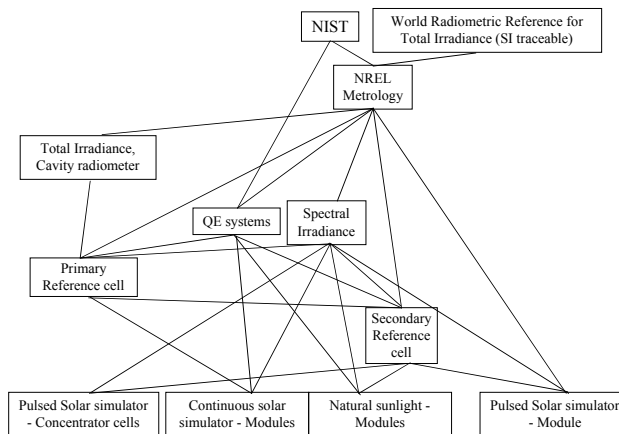 NIST
World Radiometric Reference for
Total Irradiance (SI traceable)
NREL
Metrology
Total Irradiance,
Cavity radiometer
QE systems
Spectral
Irradiance
Primary
Reference cell
Secondary
Reference
cell
Pulsed Solar simulator
- Concentrator cells
Continuous solar
simulator - Modules
Natural sunlight -
Modules
Pulsed Solar simulator
- Module